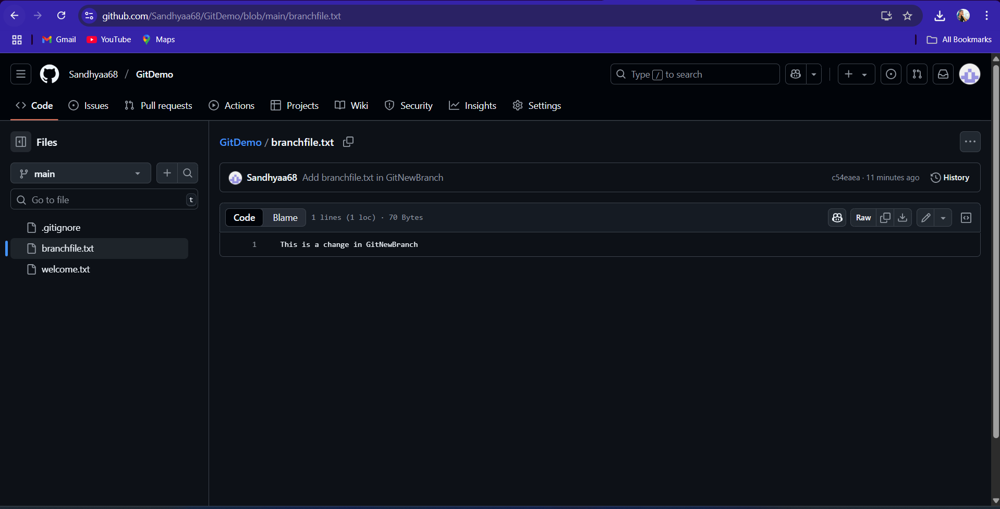 github.com/Sandhyaa68/GitDemo/blob/main/branchfile.txt
Gmail YouTube Maps All Bookmarks
Sandhyaa68 / GitDemo Type / to search
Code Issues Pull requests Actions Projects Wiki Security Insights Settings
Files
GitDemo / branchfile.txt
main
Sandhyaa68 Add branchfile.txt in GitNewBranch c54eaea · 11 minutes ago History
Go to file t
Code Blame 1 lines (1 loc) · 70 Bytes Raw
.gitignore
1 This is a change in GitNewBranch
branchfile.txt
welcome.txt